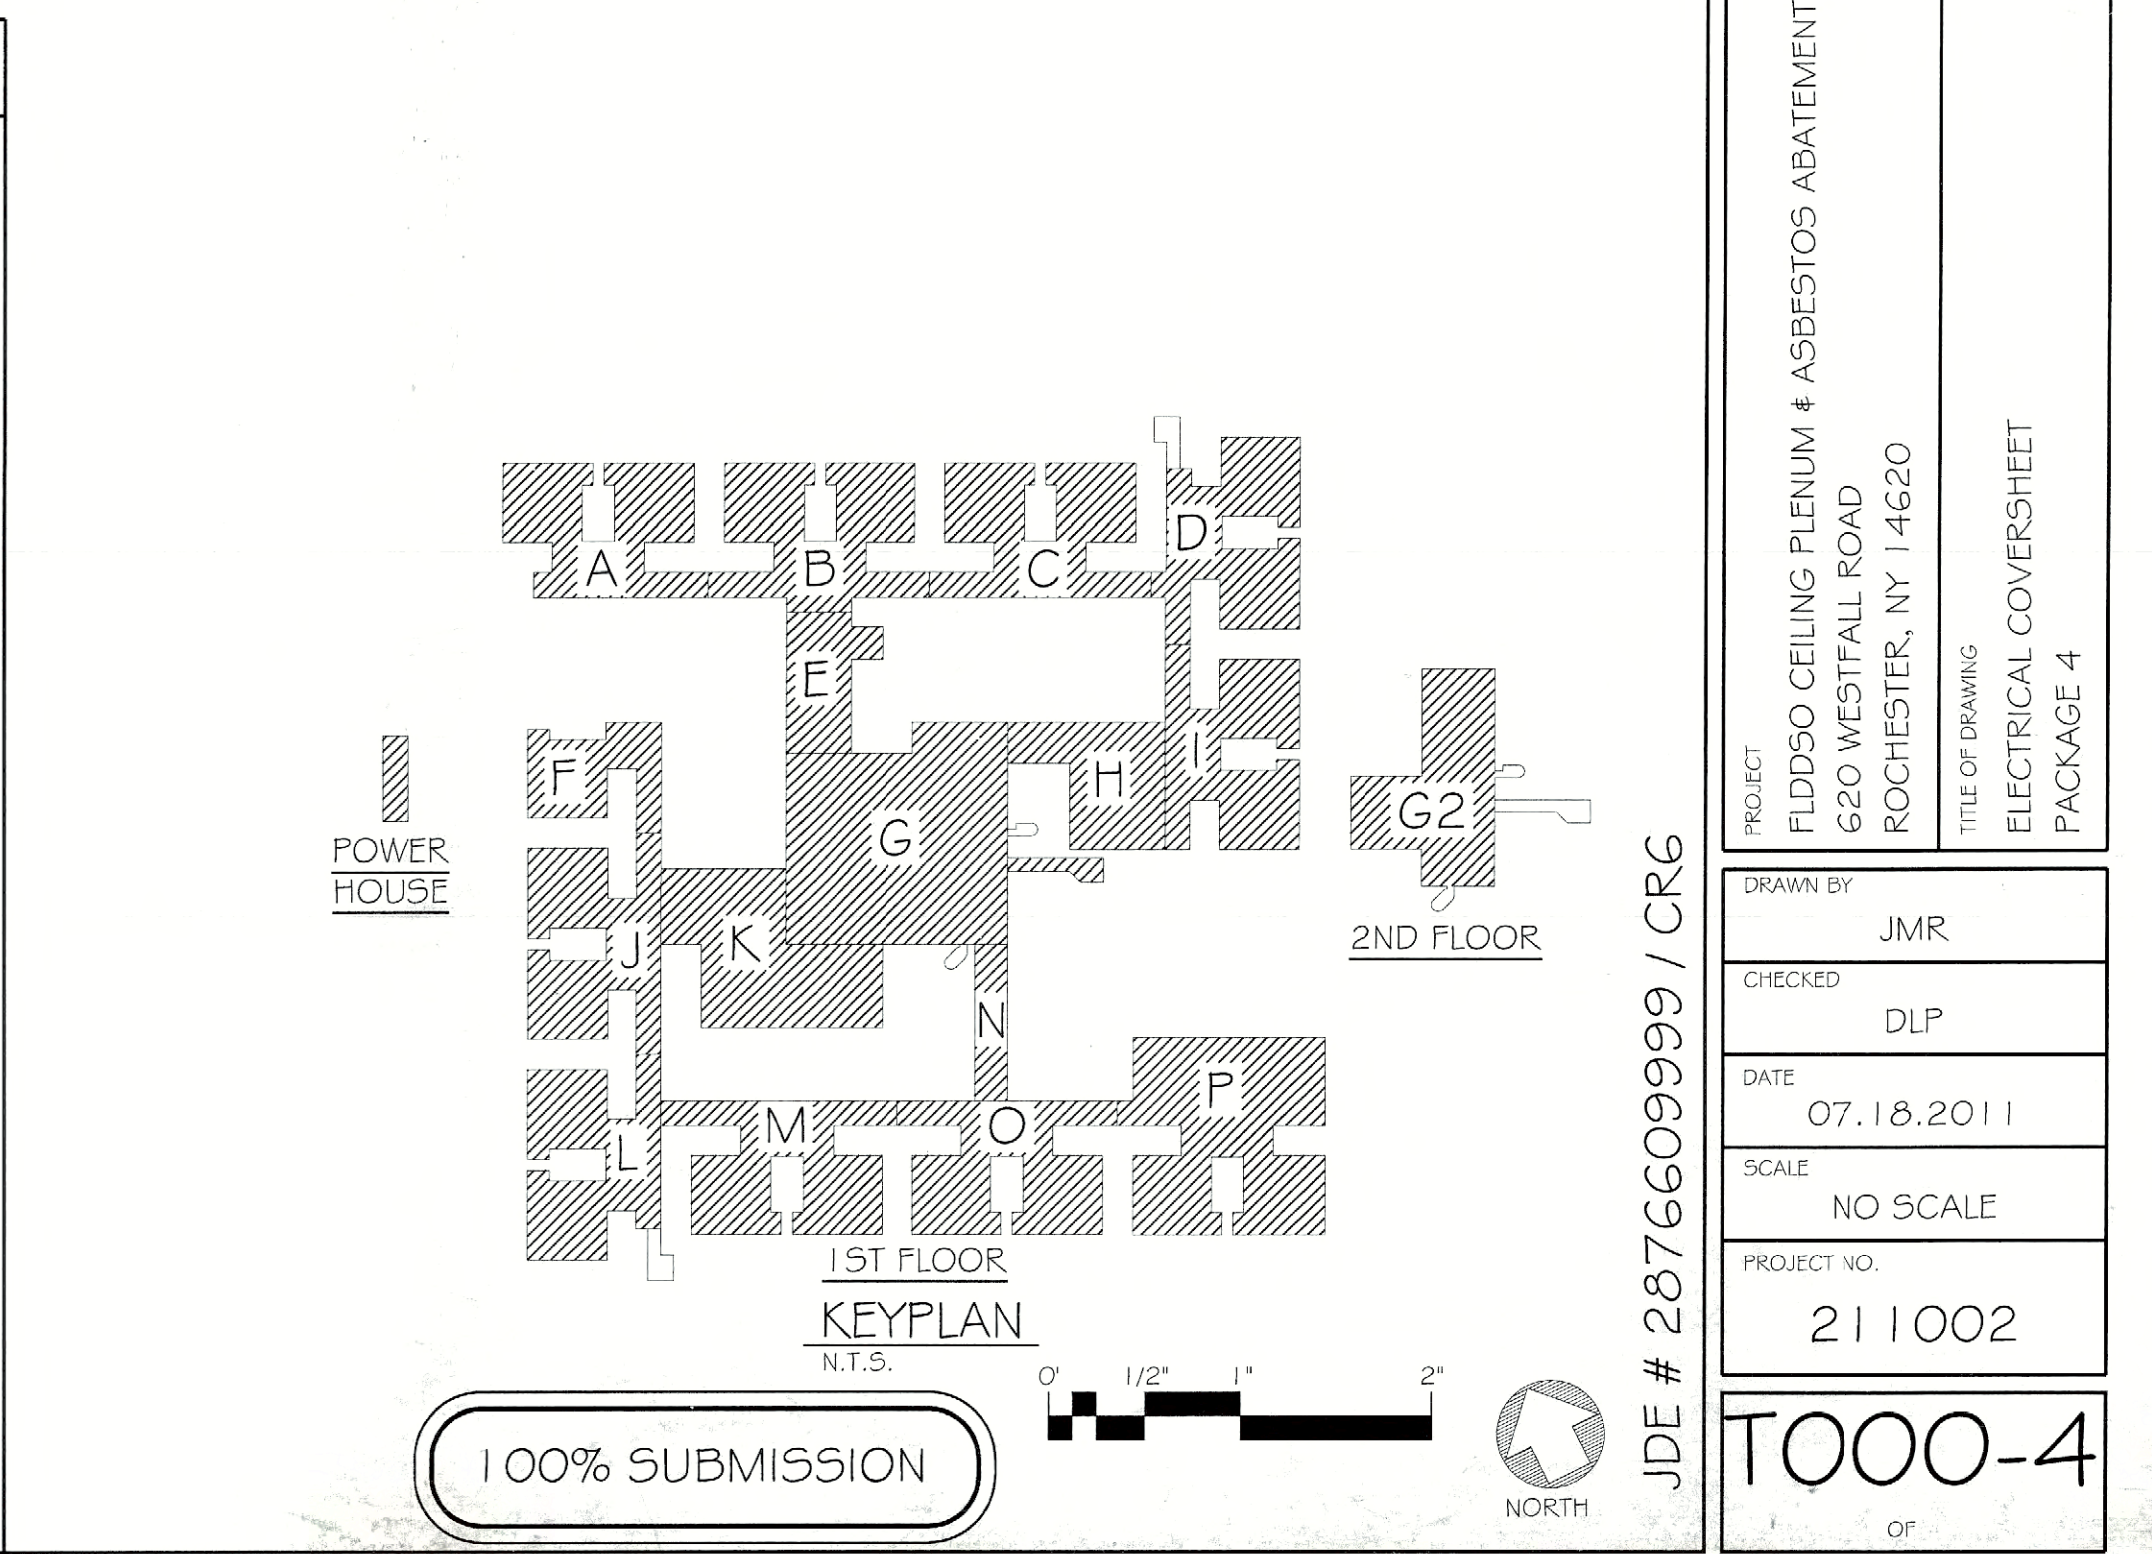 A
B
C
D
E
F
G
H
I
G2
J
K
L
M
N
O
P
POWER
HOUSE
2ND FLOOR
1ST FLOOR
KEYPLAN
N.T.S.
0' 1/2" 1" 2"
100% SUBMISSION
NORTH
JDE # 2876609999 / CR6
PROJECT
FLDDSO CEILING PLENUM & ASBESTOS ABATEMENT
620 WESTFALL ROAD
ROCHESTER, NY 14620
TITLE OF DRAWING
ELECTRICAL COVERSHEET
PACKAGE 4
DRAWN BY
JMR
CHECKED
DLP
DATE
07.18.2011
SCALE
NO SCALE
PROJECT NO.
211002
T000-4
OF